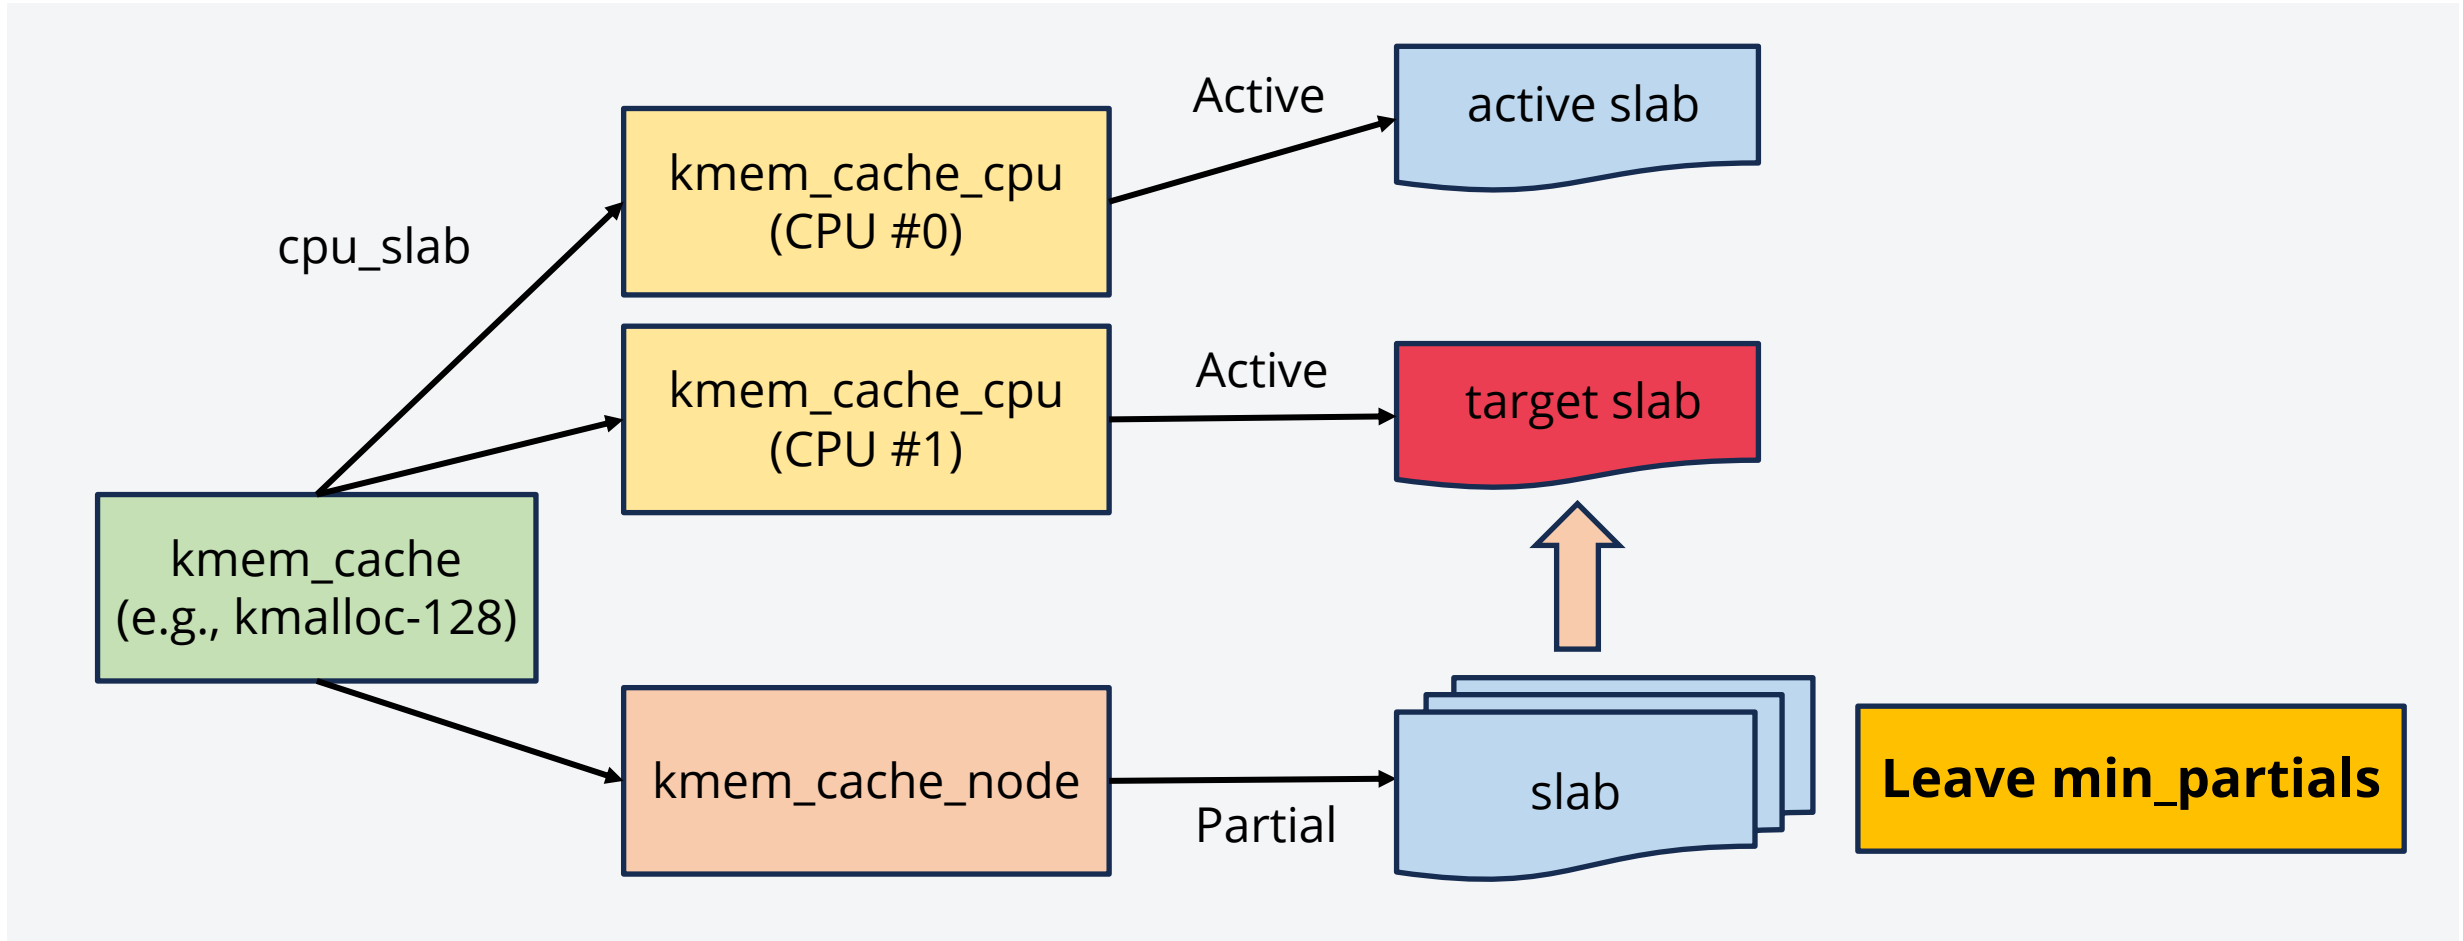 Active
active slab
kmem_cache_cpu
(CPU #0)
cpu_slab
Active
target slab
kmem_cache_cpu
(CPU #1)
kmem_cache
(e.g., kmalloc-128)
kmem_cache_node
Partial
slab
Leave min_partials